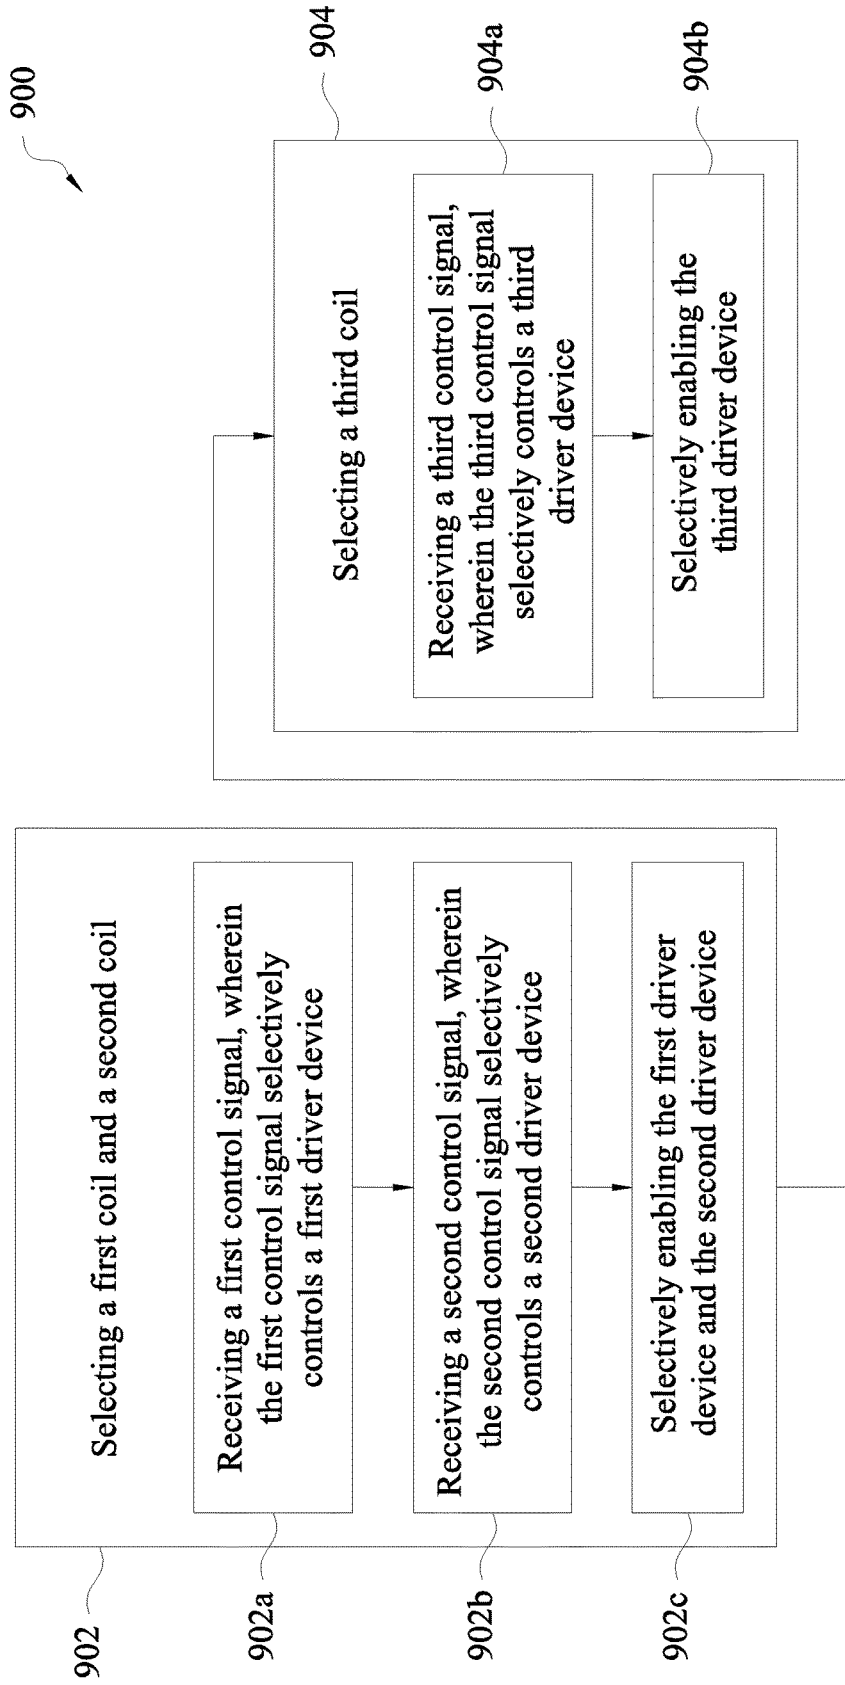 900
902
Selecting a first coil and a second coil
902a
Receiving a first control signal, wherein
the first control signal selectively
controls a first driver device
902b
Receiving a second control signal, wherein
the second control signal selectively
controls a second driver device
902c
Selectively enabling the first driver
device and the second driver device
904
Selecting a third coil
904a
Receiving a third control signal,
wherein the third control signal
selectively controls a third
driver device
904b
Selectively enabling the
third driver device